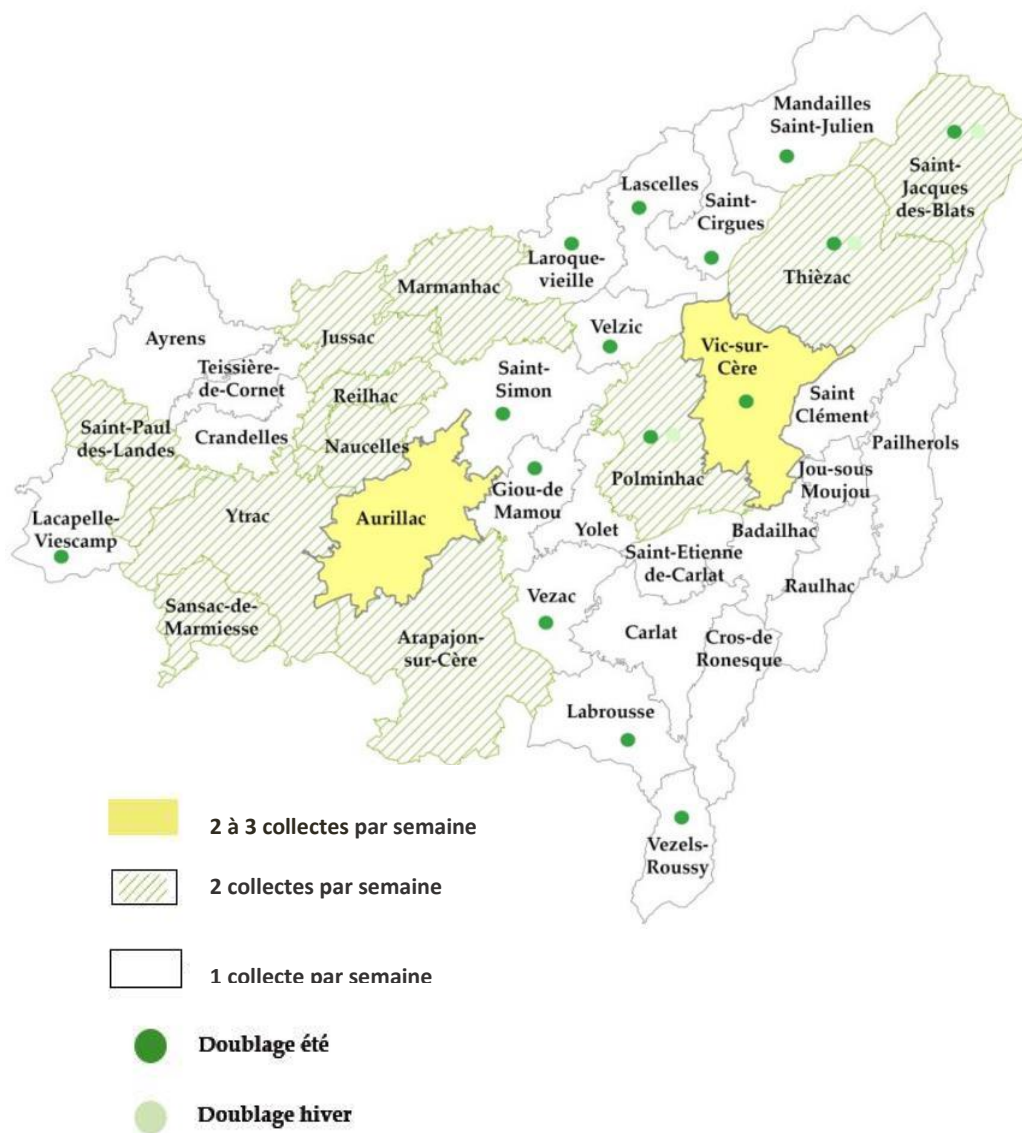 Mandailles
Saint-Julien
Saint-
Jacques
des-Blats
Lascelles
Saint-
Cirgues
Laroque-
vieille
Thièzac
Marmanhac
Ayrens
Jussac
Velzic
Vic-sur-
Cère
Teissière-
de-Cornet
Saint-
Simon
Reilhac
Saint
Clément
Saint-Paul
des-Landes
Crandelles
Naucelles
Pailherols
Polminhac
Jou-sous
Moujou
Giou-de
Mamou
Lacapelle-
Viescamp
Ytrac
Aurillac
Yolet
Badailhac
Saint-Etienne
de-Carlat
Raulhac
Sansac-de-
Marmiesse
Vezac
Arapajon-
sur-Cère
Carlat
Cros-de
Ronesque
Labrousse
Vezels-
Roussy
2 à 3 collectes par semaine
2 collectes par semaine
1 collecte par semaine
Doublage été
Doublage hiver